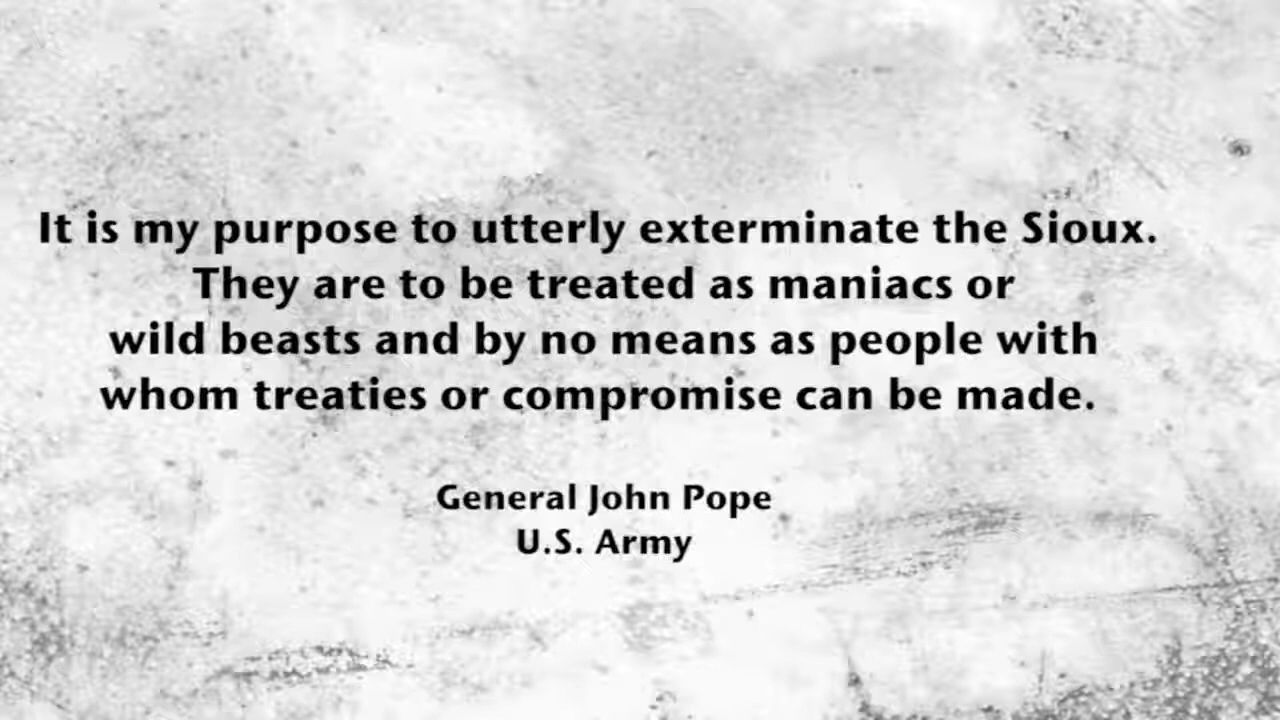 It is my purpose to utterly exterminate the Sioux.
They are to be treated as maniacs or
wild beasts and by no means as people with
whom treaties or compromise can be made.
General John Pope
U.S. Army